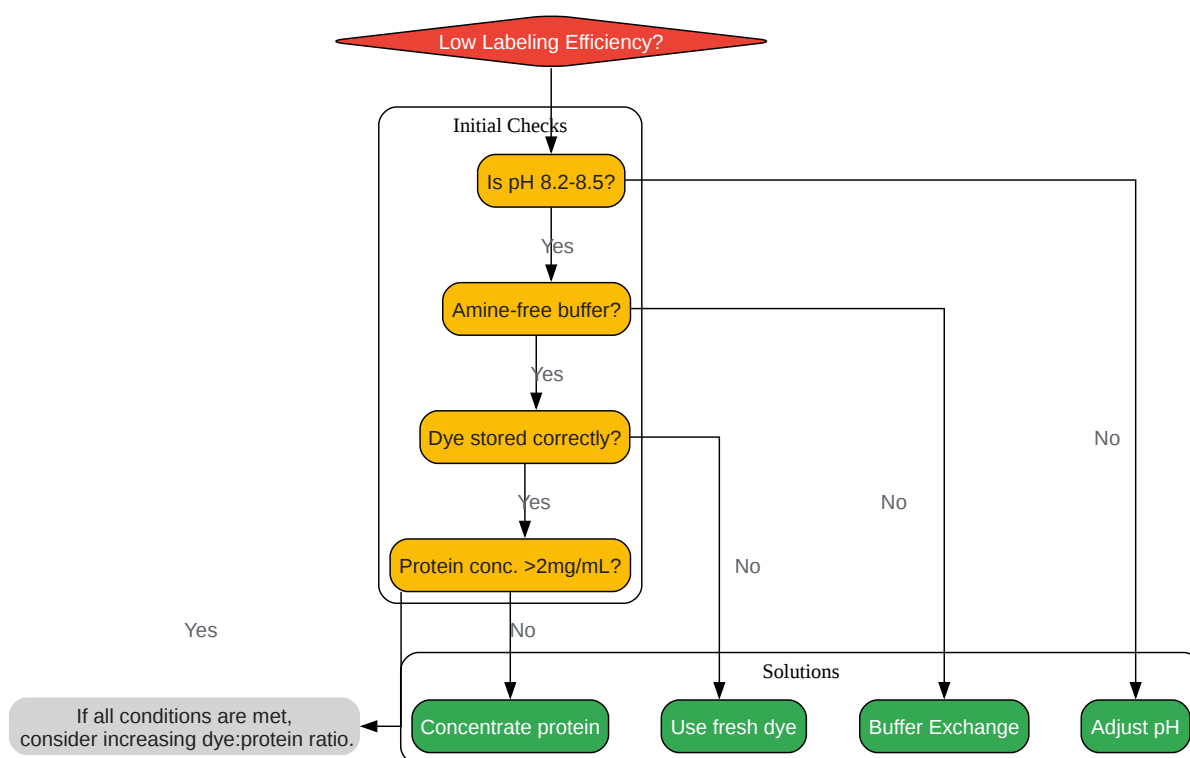 Low Labeling Efficiency?
Initial Checks
Is pH 8.2-8.5?
Yes
Amine-free buffer?
Yes
Dye stored correctly?
No
Yes
No
Protein conc. >2mg/mL?
No
Yes
No
Solutions
If all conditions are met,
consider increasing dye:protein ratio.
Concentrate protein
Use fresh dye
Buffer Exchange
Adjust pH